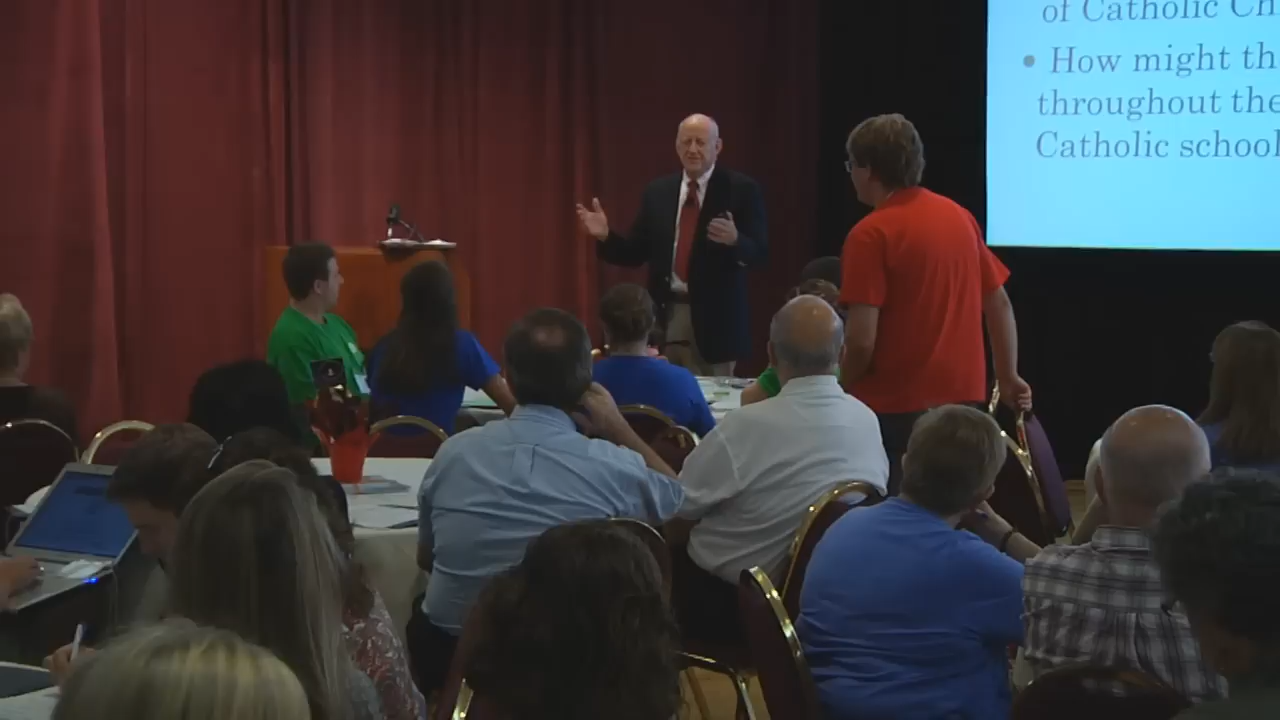 of Catholic Ch
• How might th
throughout the
Catholic school